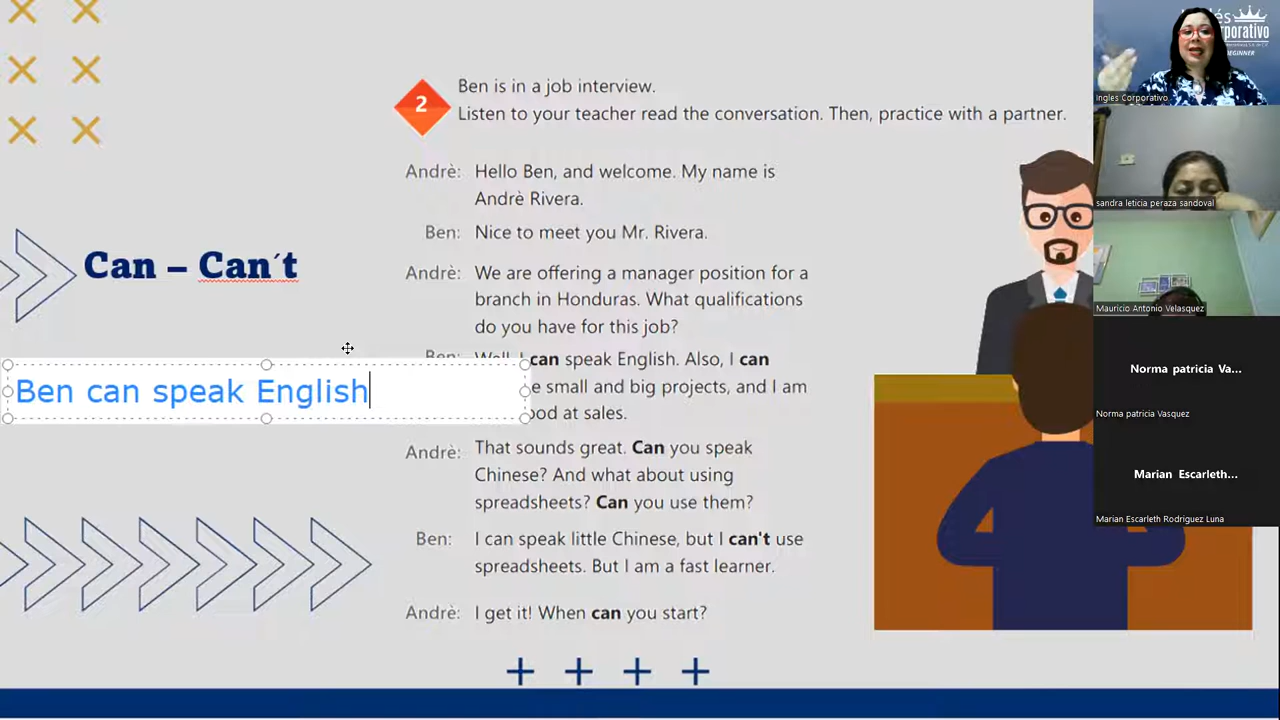 2
Ben is in a job interview.
Listen to your teacher read the conversation. Then, practice with a partner.
Andrè: Hello Ben, and welcome. My name is
Andrè Rivera.
Ben: Nice to meet you Mr. Rivera.
Andrè: We are offering a manager position for a
branch in Honduras. What qualifications
do you have for this job?
Ben: Well, I can speak English. Also, I can
small and big projects, and I am
at sales.
Andrè: That sounds great. Can you speak
Chinese? And what about using
spreadsheets? Can you use them?
Ben: I can speak little Chinese, but I can't use
spreadsheets. But I am a fast learner.
Andrè: I get it! When can you start?
Can – Can´t
Ben can speak English
BEGINNER
Ingles Corporativo
sandra leticia peraza sandoval
Mauricio Antonio Velasquez
Norma patricia Va...
Norma patricia Vasquez
Marian Escarleth...
Marian Escarleth Rodriguez Luna